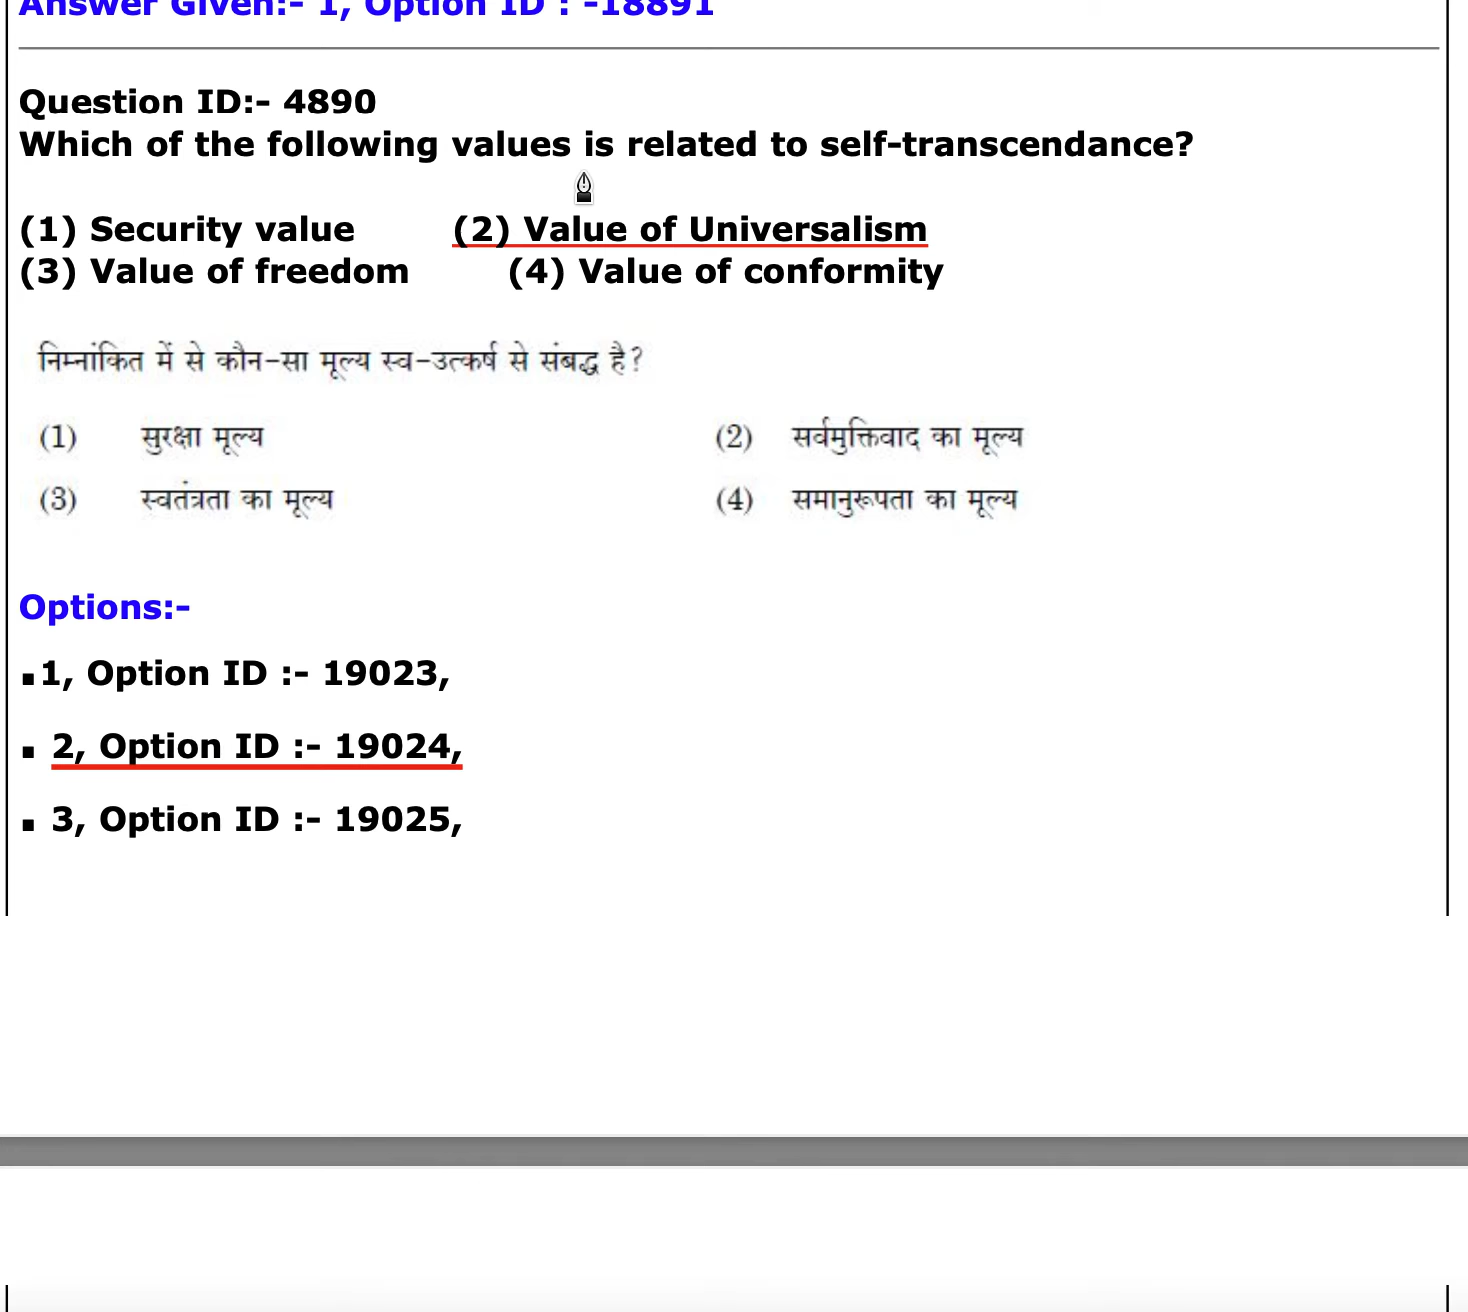 Answer Given:- 1, Option ID : -18891
Question ID:- 4890
Which of the following values is related to self-transcendance?
(1) Security value (2) Value of Universalism
(3) Value of freedom (4) Value of conformity
निम्नांकित में से कौन-सा मूल्य स्व-उत्कर्ष से संबद्ध है?
(1) सुरक्षा मूल्य (2) सर्वमुक्तिवाद का मूल्य
(3) स्वतंत्रता का मूल्य (4) समानुरूपता का मूल्य
Options:-
▪1, Option ID :- 19023,
▪ 2, Option ID :- 19024,
▪ 3, Option ID :- 19025,